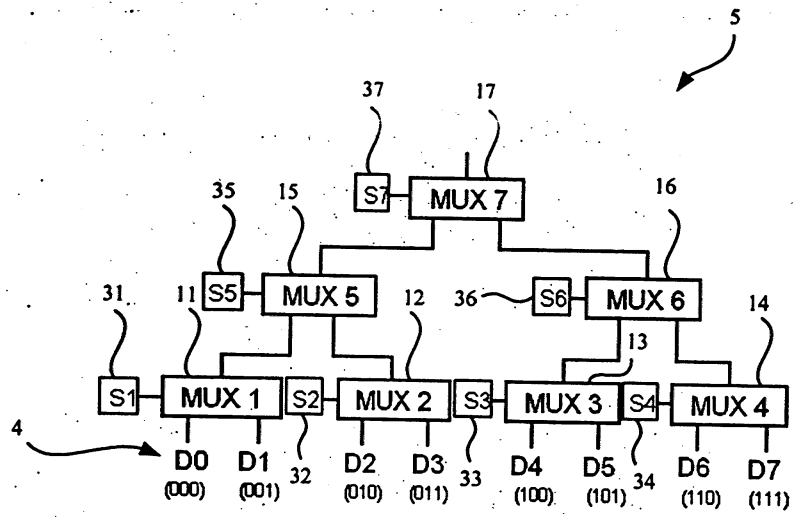 5
37 17
S7 MUX 7
35 15 16
S5 MUX 5 36 S6 MUX 6
31 11 12 13 14
S1 MUX 1 S2 MUX 2 S3 MUX 3 S4 MUX 4
4 32 33 34
D0 D1 D2 D3 D4 D5 D6 D7
(000) (001) (010) (011) (100) (101) (110) (111)